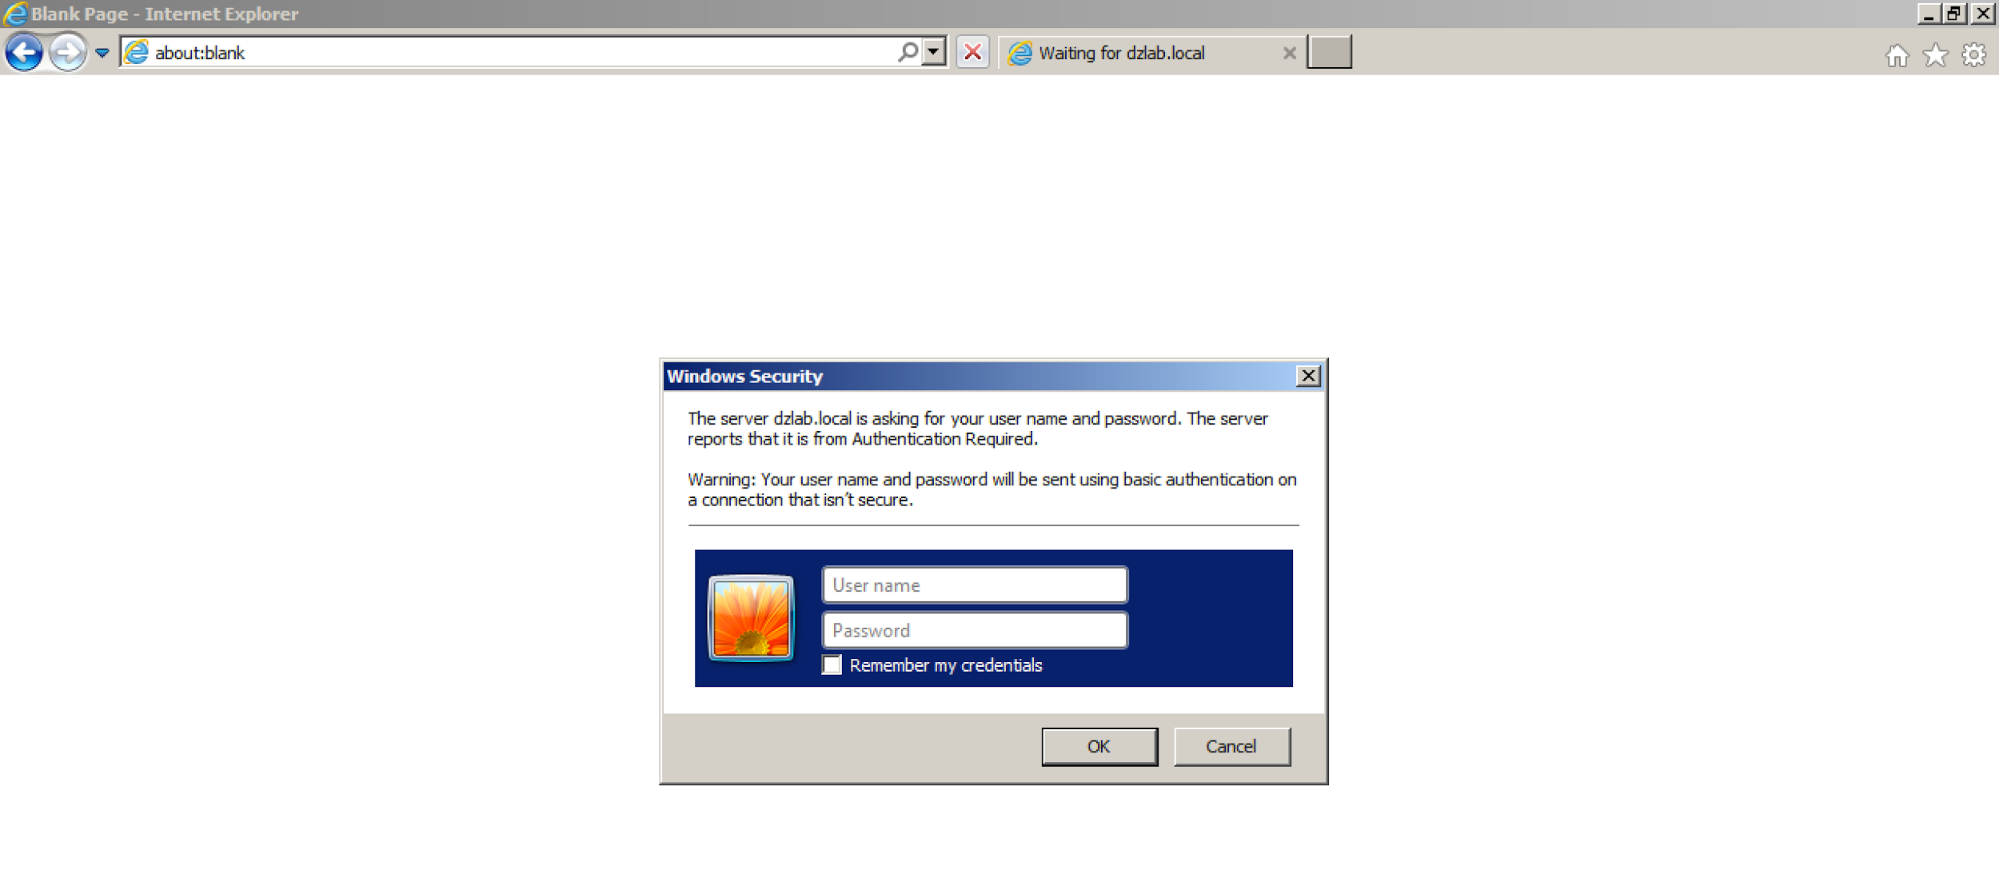 Blank Page - Internet Explorer
about:blank
Waiting for dzlab.local
Windows Security
The server dzlab.local is asking for your user name and password. The server
reports that it is from Authentication Required.
Warning: Your user name and password will be sent using basic authentication on
a connection that isn't secure.
User name
Password
Remember my credentials
OK
Cancel